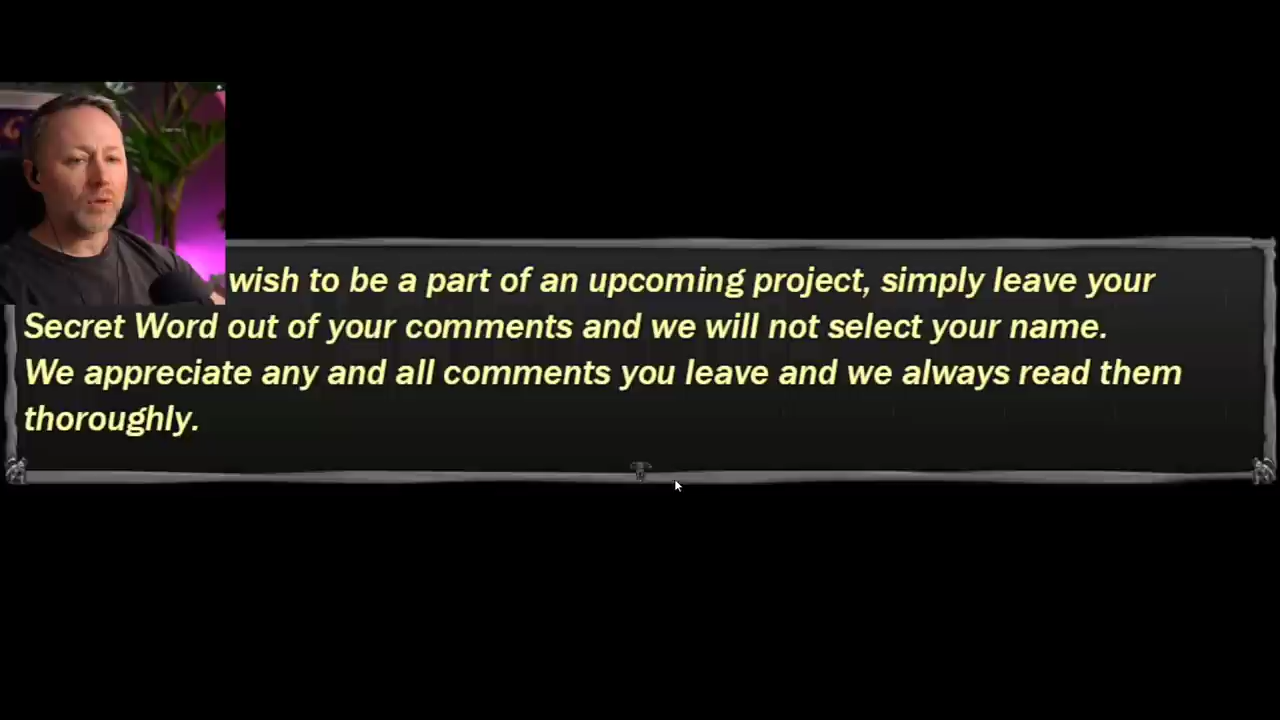 wish to be a part of an upcoming project, simply leave your
Secret Word out of your comments and we will not select your name.
We appreciate any and all comments you leave and we always read them
thoroughly.